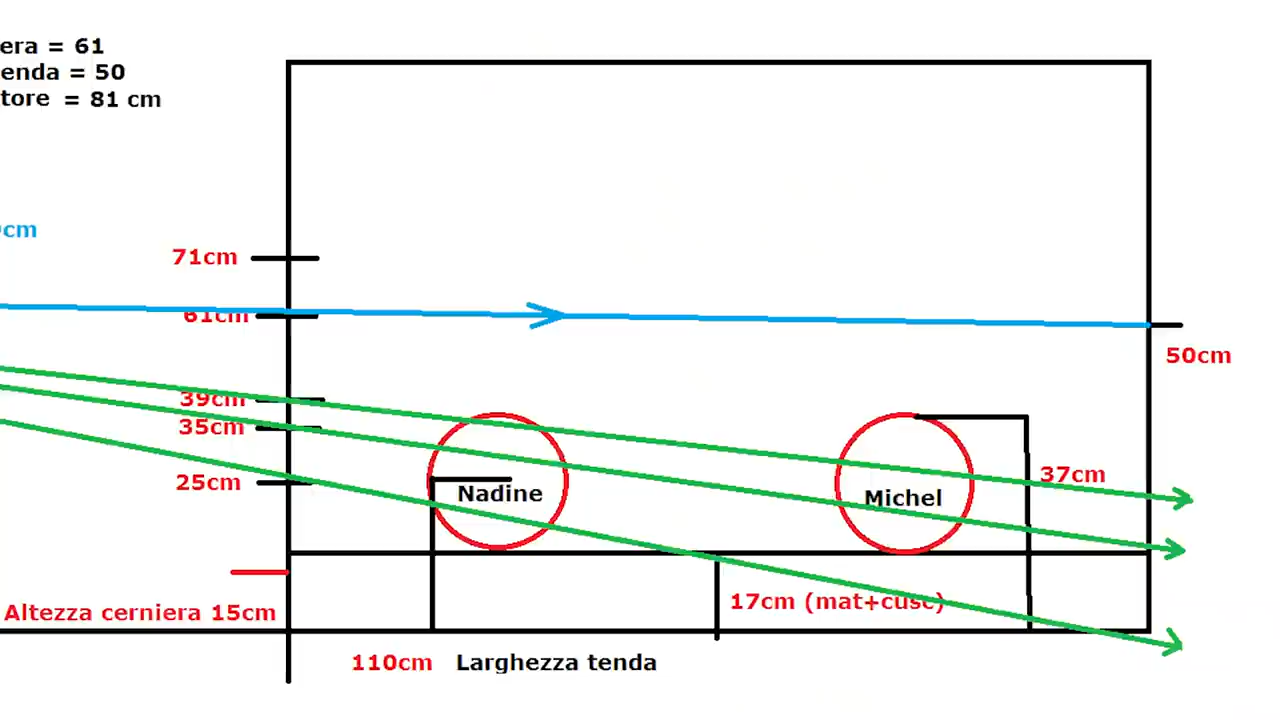 era = 61
enda = 50
tore = 81 cm
cm
71cm
61cm
50cm
39cm
35cm
25cm
Nadine
Michel
37cm
17cm (mat+cusc)
Altezza cerniera 15cm
110cm Larghezza tenda